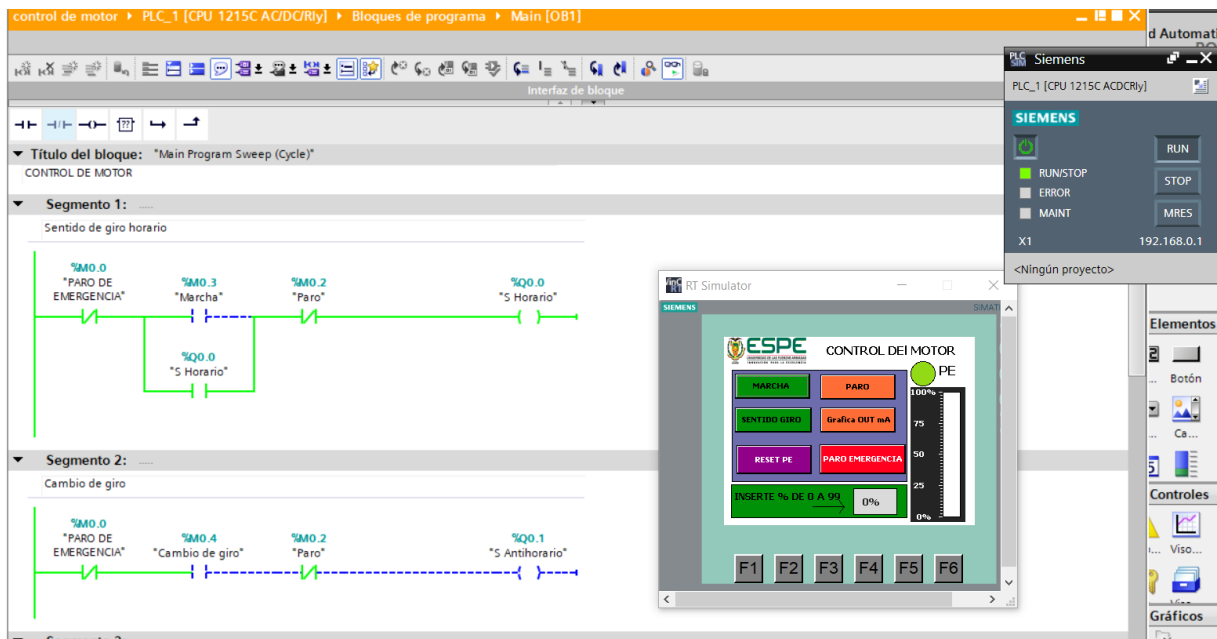 control de motor ▸ PLC_1 [CPU 1215C AC/DC/Rly] ▸ Bloques de programa ▸ Main [OB1]
d Automati
Interfaz de bloque
??
Título del bloque: "Main Program Sweep (Cycle)"
CONTROL DE MOTOR
Segmento 1: .....
Sentido de giro horario
%M0.0
"PARO DE
EMERGENCIA"
%M0.3
"Marcha"
%M0.2
"Paro"
%Q0.0
"S Horario"
%Q0.0
"S Horario"
Segmento 2: .....
Cambio de giro
%M0.0
"PARO DE
EMERGENCIA"
%M0.4
"Cambio de giro"
%M0.2
"Paro"
%Q0.1
"S Antihorario"
Siemens
PLC_1 [CPU 1215C ACDCRly]
SIEMENS
RUN
RUN/STOP
STOP
ERROR
MAINT
MRES
X1
192.168.0.1
<Ningún proyecto>
RT Simulator
SIEMENS
SIMATI
ESPE
CONTROL DEl MOTOR
PE
MARCHA
PARO
SENTIDO GIRO
Grafica OUT mA
RESET PE
PARO EMERGENCIA
INSERTE % DE 0 A 99
0%
100%
75
50
25
0%
F1
F2
F3
F4
F5
F6
Elementos
Botón
Ca...
Controles
Viso...
Gráficos